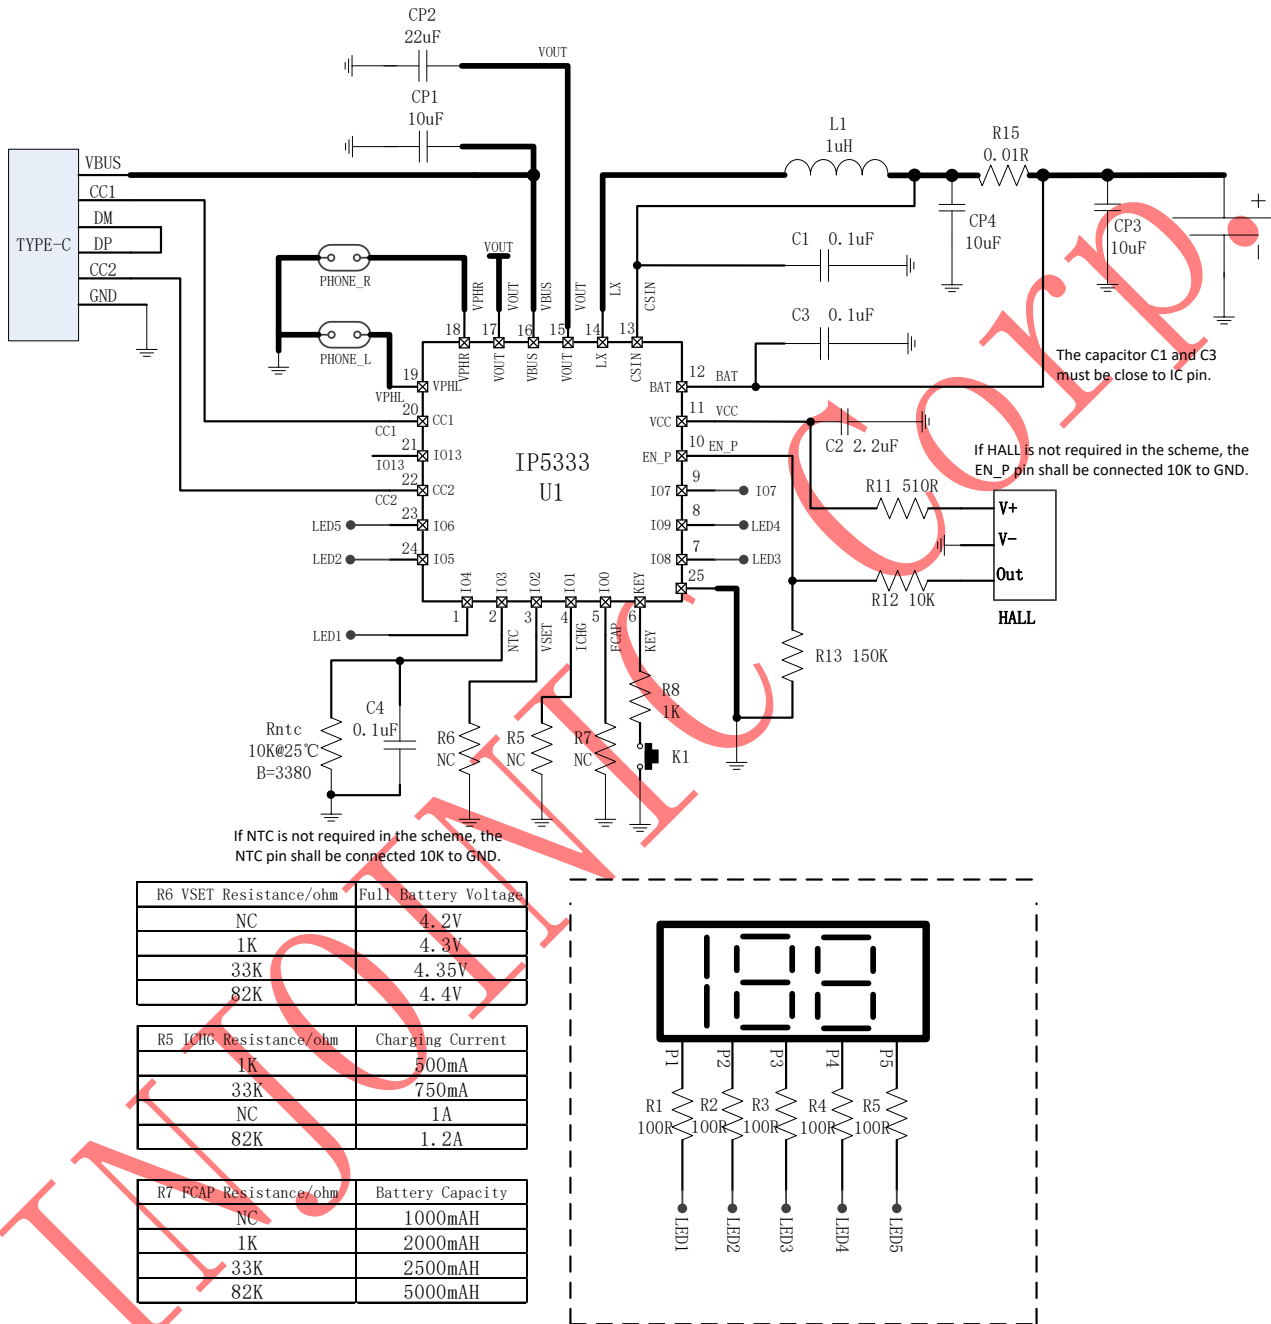 CP2
22uF
VOUT
CP1
10uF
VBUS
CC1
DM
DP
CC2
GND
TYPE-C
PHONE_R
PHONE_L
VOUT
VPHR
VOUT
VBUS
VOUT
LX
CSIN
18
17
16
15
14
13
VPHR
VOUT
VBUS
VOUT
LX
CSIN
L1
1uH
R15
0.01R
CP4
10uF
CP3
10uF
+
-
C1 0.1uF
C3 0.1uF
The capacitor C1 and C3
must be close to IC pin.
19
VPHL
VPHL
20
CC1
CC1
21
IO13
IO13
22
CC2
CC2
23
LED5
IO6
24
LED2
IO5
IP5333
U1
12
BAT
BAT
11
VCC
VCC
10
EN_P
EN_P
9
IO7
IO7
8
IO9
LED4
7
IO8
LED3
25
C2 2.2uF
If HALL is not required in the scheme, the
EN_P pin shall be connected 10K to GND.
R11 510R
V+
V-
Out
HALL
R12 10K
R13 150K
IO4
IO3
IO2
IO1
IO0
KEY
1
2
3
4
5
6
LED1
NTC
VSET
ICHG
FCAP
KEY
R8
1K
K1
Rntc
10K@25℃
B=3380
C4
0.1uF
R6
NC
R5
NC
R7
NC
If NTC is not required in the scheme, the
NTC pin shall be connected 10K to GND.
R6 VSET Resistance/ohm Full Battery Voltage
NC 4.2V
1K 4.3V
33K 4.35V
82K 4.4V
R5 ICHG Resistance/ohm Charging Current
1K 500mA
33K 750mA
NC 1A
82K 1.2A
R7 FCAP Resistance/ohm Battery Capacity
NC 1000mAH
1K 2000mAH
33K 2500mAH
82K 5000mAH
188
P1
P2
P3
P4
P5
R1
100R
R2
100R
R3
100R
R4
100R
R5
100R
LED1
LED2
LED3
LED4
LED5
INJOINIC Corp.